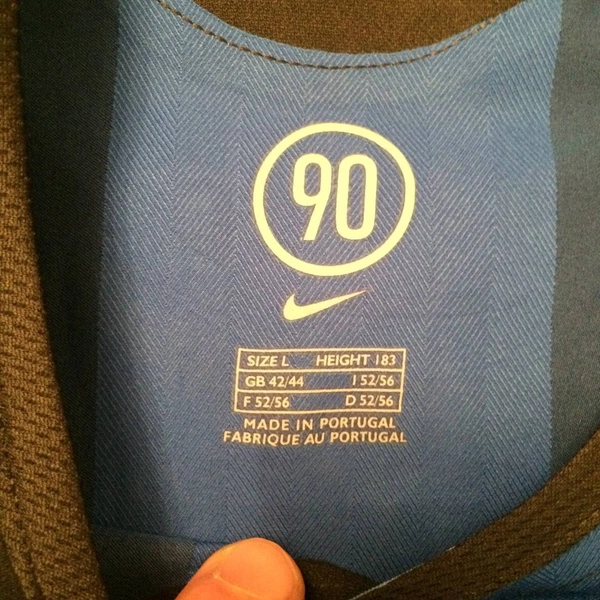 90
SIZE L HEIGHT 183
GB 42/44 I 52/56
F 52/56 D 52/56
MADE IN PORTUGAL
FABRIQUE AU PORTUGAL